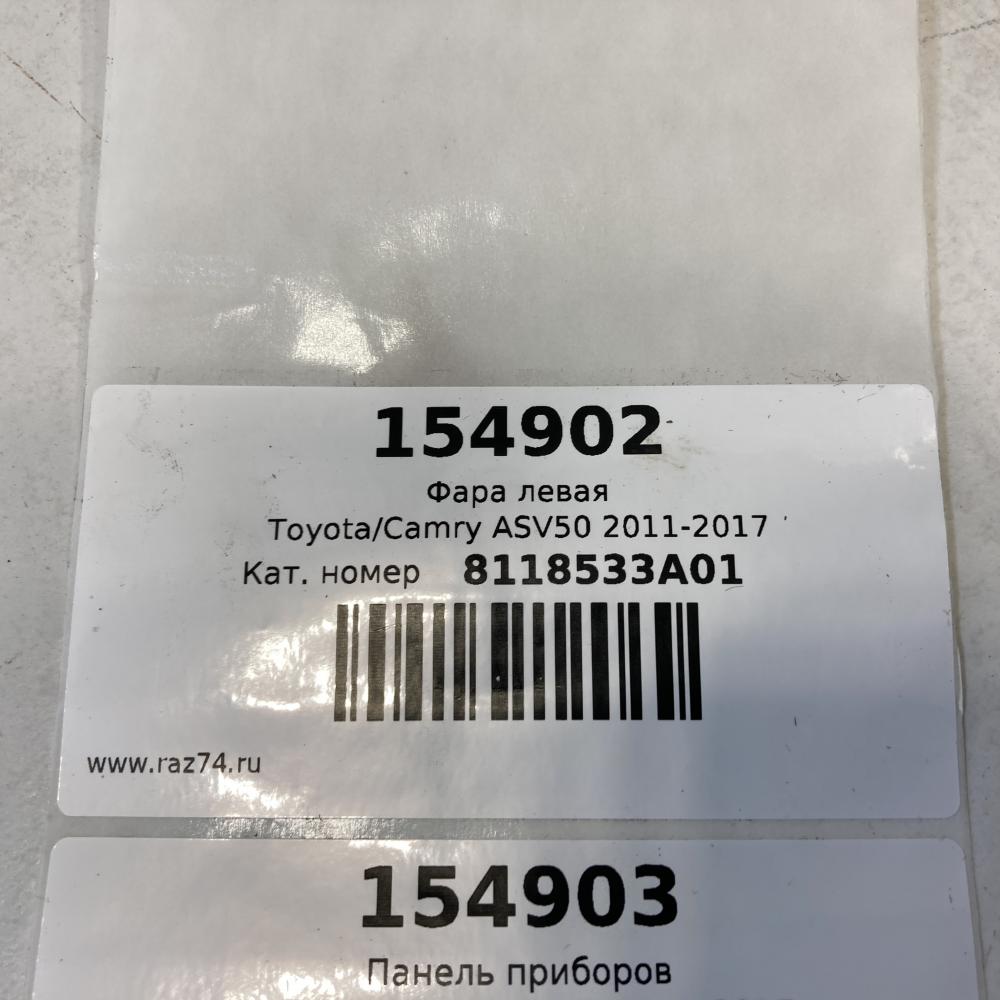 154902
Фара левая
Toyota/Camry ASV50 2011-2017
Кат. номер 8118533A01
www.raz74.ru
154903
Панель приборов